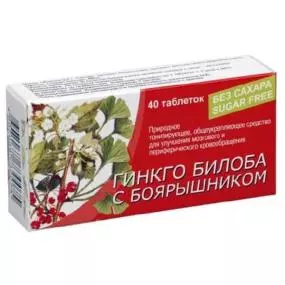 40 таблеток
БЕЗ САХАРА
SUGAR FREE
Природное
тонизирующее, общеукрепляющее средство
для улучшения мозгового и
периферического кровообращения
ГИНКГО БИЛОБА
С БОЯРЫШНИКОМ